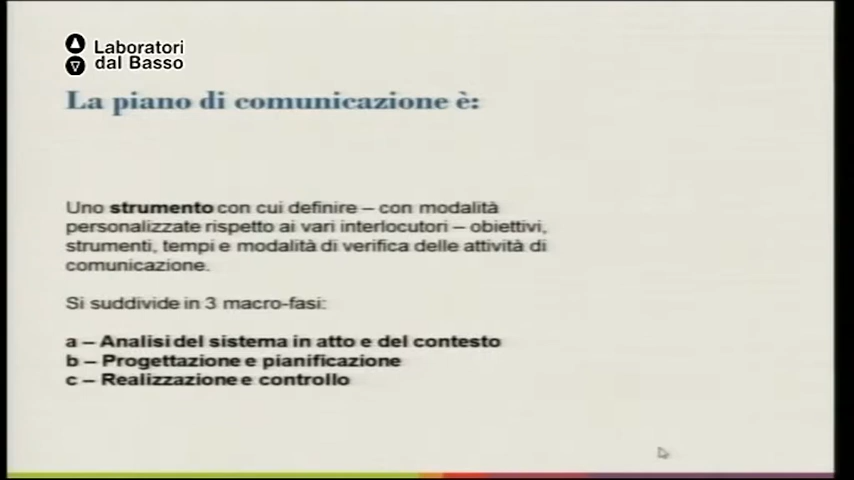 Laboratori
dal Basso
La piano di comunicazione è:
Uno strumento con cui definire – con modalità
personalizzate rispetto ai vari interlocutori – obiettivi,
strumenti, tempi e modalità di verifica delle attività di
comunicazione.
Si suddivide in 3 macro-fasi:
a – Analisi del sistema in atto e del contesto
b – Progettazione e pianificazione
c – Realizzazione e controllo